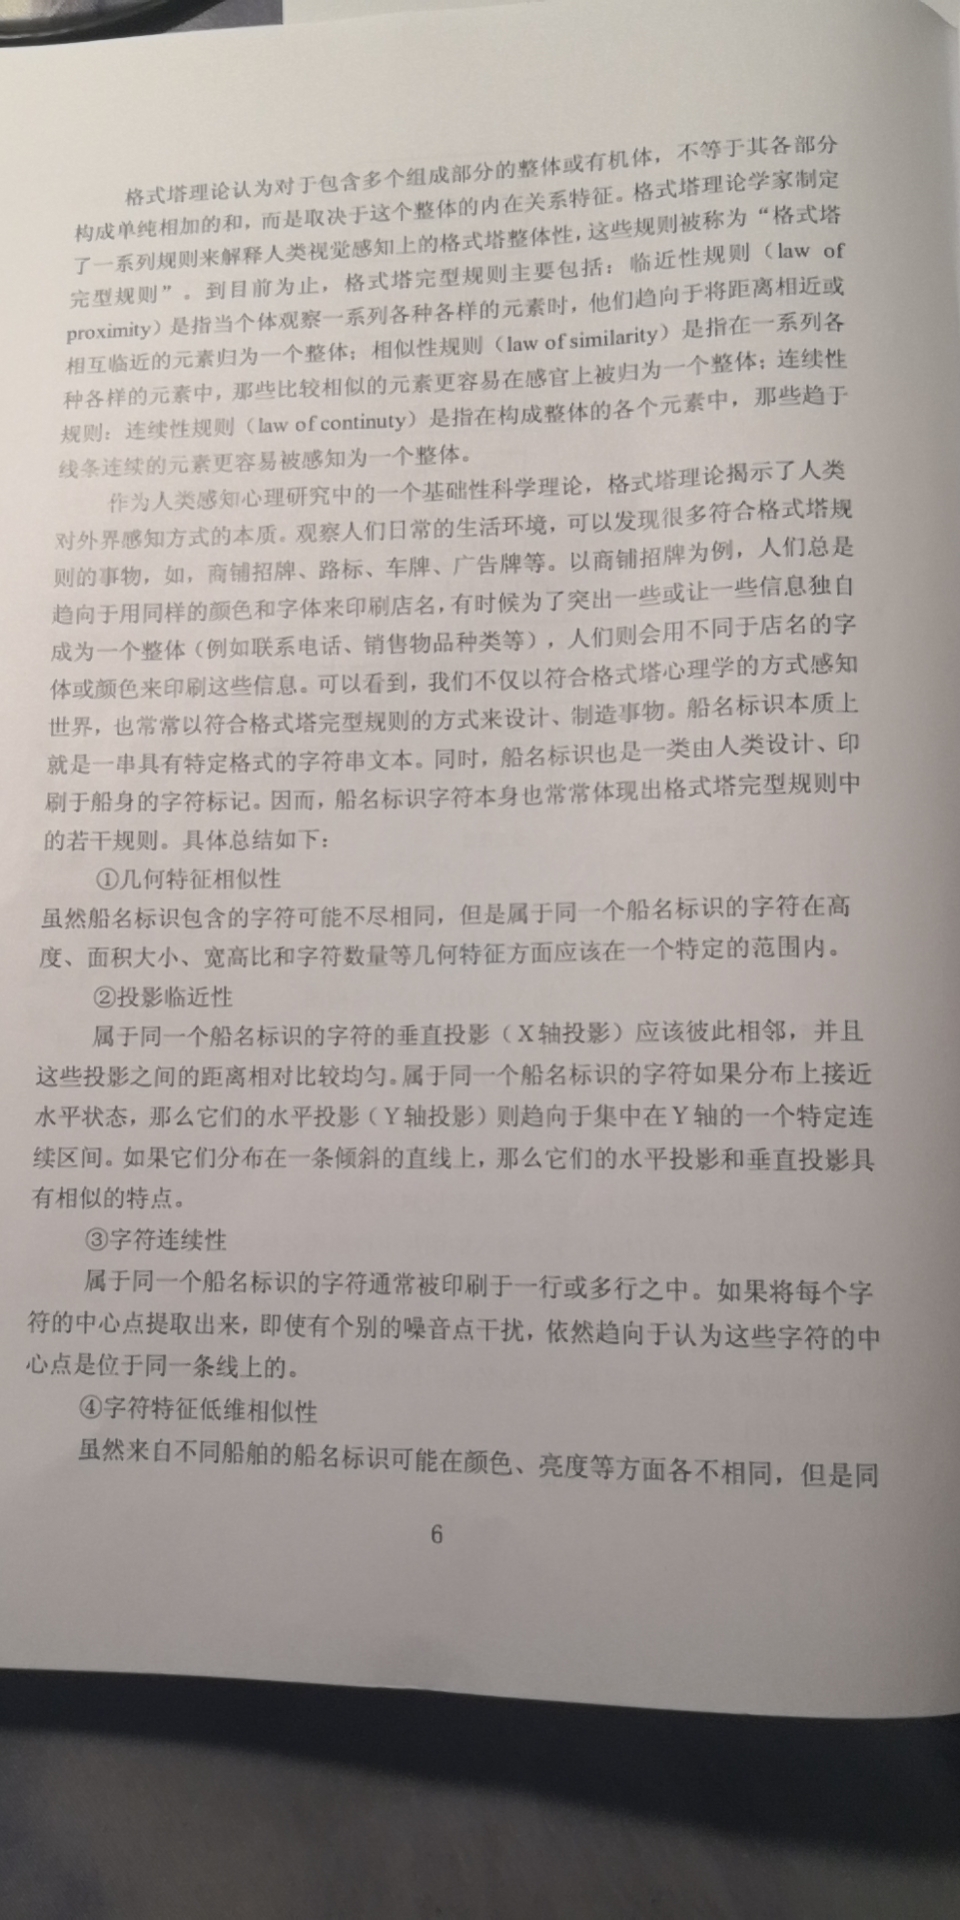 格式塔理论认为对于包含多个组成部分的整体或有机体，不等于其各部分
构成单纯相加的和，而是取决于这个整体的内在关系特征。格式塔理论学家制定
了一系列规则来解释人类视觉感知上的格式塔整体性，这些规则被称为“格式塔
完型规则”。到目前为止，格式塔完型规则主要包括：临近性规则（law of
proximity）是指当个体观察一系列各种各样的元素时，他们趋向于将距离相近或
相互临近的元素归为一个整体；相似性规则（law of similarity）是指在一系列各
种各样的元素中，那些比较相似的元素更容易在感官上被归为一个整体；连续性
规则：连续性规则（law of continuty）是指在构成整体的各个元素中，那些趋于
线条连续的元素更容易被感知为一个整体。
作为人类感知心理研究中的一个基础性科学理论，格式塔理论揭示了人类
对外界感知方式的本质。观察人们日常的生活环境，可以发现很多符合格式塔规
则的事物，如，商铺招牌、路标、车牌、广告牌等。以商铺招牌为例，人们总是
趋向于用同样的颜色和字体来印刷店名，有时候为了突出一些或让一些信息独自
成为一个整体（例如联系电话、销售物品种类等），人们则会用不同于店名的字
体或颜色来印刷这些信息。可以看到，我们不仅以符合格式塔心理学的方式感知
世界，也常常以符合格式塔完型规则的方式来设计、制造事物。船名标识本质上
就是一串具有特定格式的字符串文本。同时，船名标识也是一类由人类设计、印
刷于船身的字符标记。因而，船名标识字符本身也常常体现出格式塔完型规则中
的若干规则。具体总结如下：
①几何特征相似性
虽然船名标识包含的字符可能不尽相同，但是属于同一个船名标识的字符在高
度、面积大小、宽高比和字符数量等几何特征方面应该在一个特定的范围内。
②投影临近性
属于同一个船名标识的字符的垂直投影（X轴投影）应该彼此相邻，并且
这些投影之间的距离相对比较均匀。属于同一个船名标识的字符如果分布上接近
水平状态，那么它们的水平投影（Y轴投影）则趋向于集中在Y轴的一个特定连
续区间。如果它们分布在一条倾斜的直线上，那么它们的水平投影和垂直投影具
有相似的特点。
③字符连续性
属于同一个船名标识的字符通常被印刷于一行或多行之中。如果将每个字
符的中心点提取出来，即使有个别的噪音点干扰，依然趋向于认为这些字符的中
心点是位于同一条线上的。
④字符特征低维相似性
虽然来自不同船舶的船名标识可能在颜色、亮度等方面各不相同，但是同
6